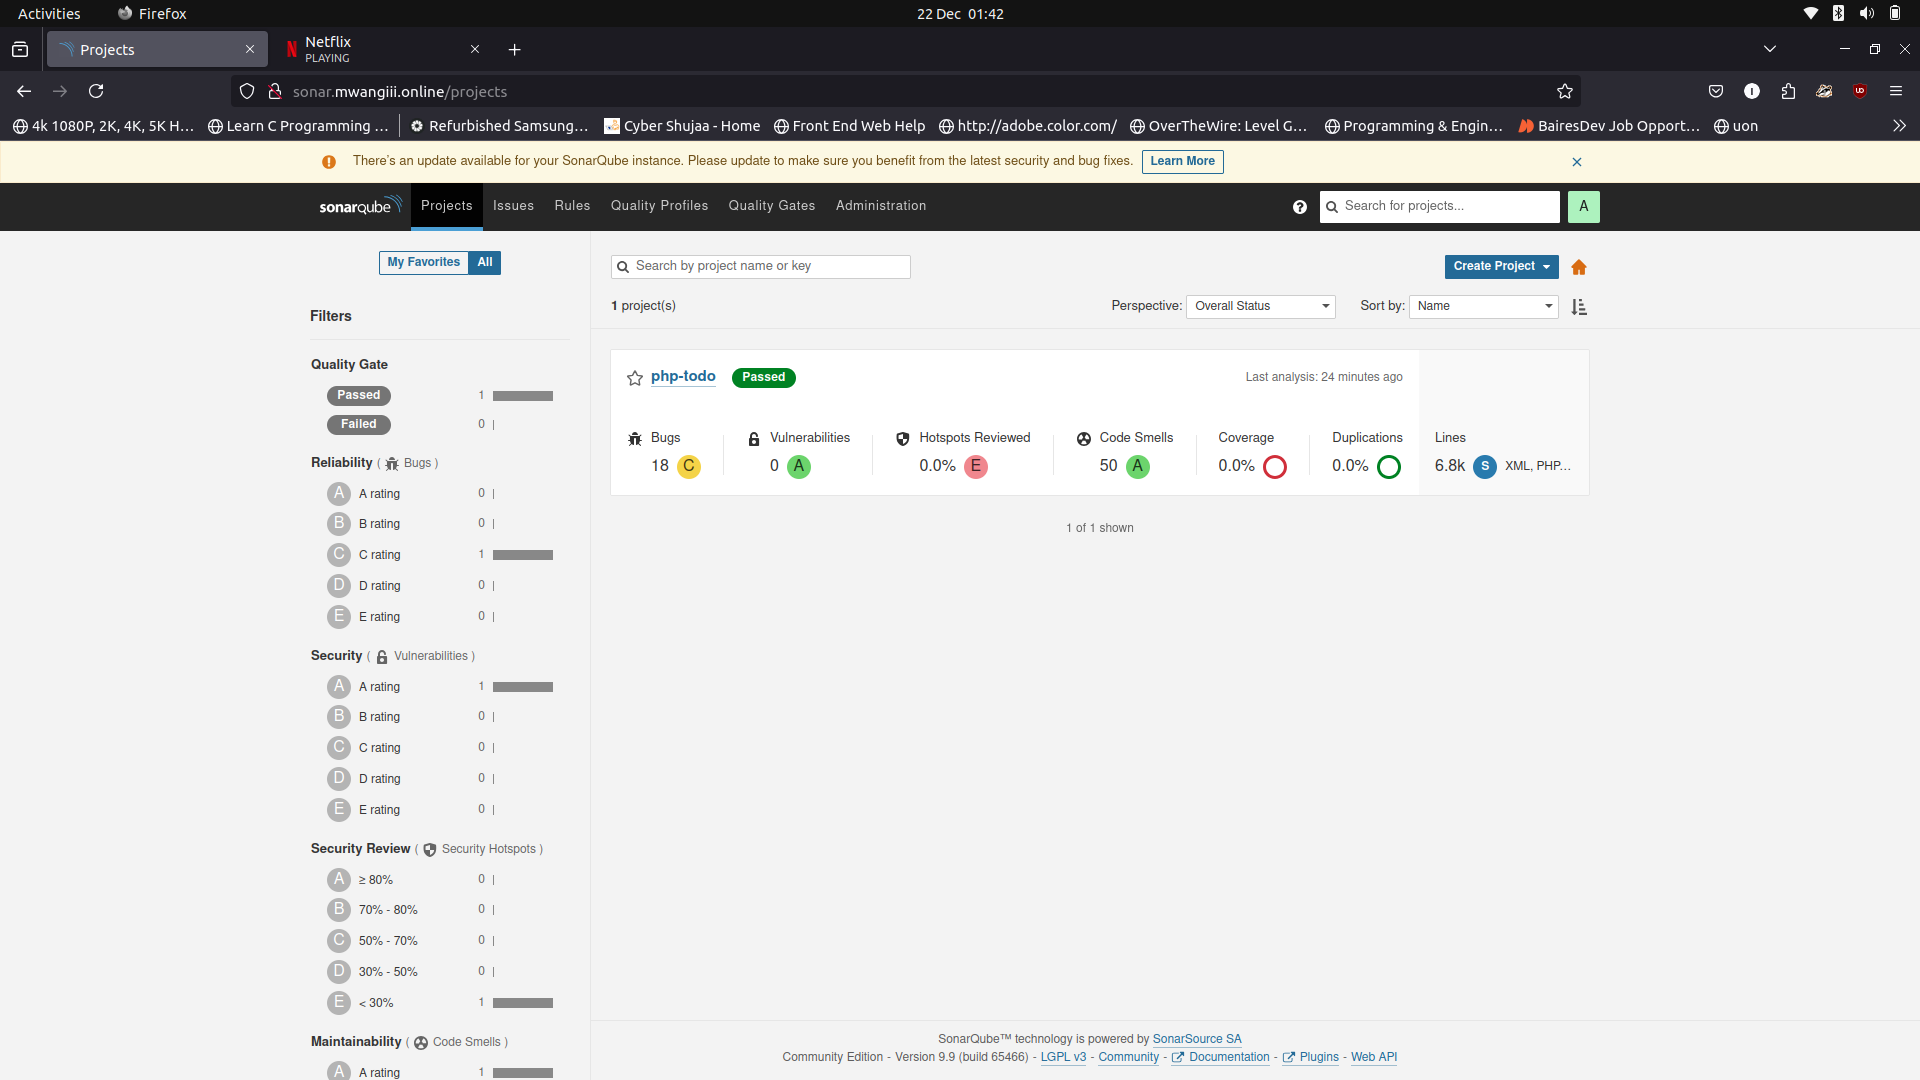 Activities Firefox 22 Dec 01:42
Projects Netflix
PLAYING
sonar.mwangiii.online/projects
4k 1080P, 2K, 4K, 5K H... Learn C Programming ... Refurbished Samsung... Cyber Shujaa - Home Front End Web Help http://adobe.color.com/ OverTheWire: Level G... Programming & Engin... BairesDev Job Opport... uon
There's an update available for your SonarQube instance. Please update to make sure you benefit from the latest security and bug fixes. Learn More
sonarqube Projects Issues Rules Quality Profiles Quality Gates Administration Search for projects... A
My Favorites All
Search by project name or key Create Project
1 project(s) Perspective: Overall Status Sort by: Name
Filters
Quality Gate
Passed 1
Failed 0
Reliability ( Bugs )
A A rating 0
B B rating 0
C C rating 1
D D rating 0
E E rating 0
Security ( Vulnerabilities )
A A rating 1
B B rating 0
C C rating 0
D D rating 0
E E rating 0
Security Review ( Security Hotspots )
A ≥ 80% 0
B 70% - 80% 0
C 50% - 70% 0
D 30% - 50% 0
E < 30% 1
Maintainability ( Code Smells )
A A rating 1
php-todo Passed Last analysis: 24 minutes ago
Bugs Vulnerabilities Hotspots Reviewed Code Smells Coverage Duplications Lines
18 C 0 A 0.0% E 50 A 0.0% 0.0% 6.8k S XML, PHP...
1 of 1 shown
SonarQube™ technology is powered by SonarSource SA
Community Edition - Version 9.9 (build 65466) - LGPL v3 - Community - Documentation - Plugins - Web API